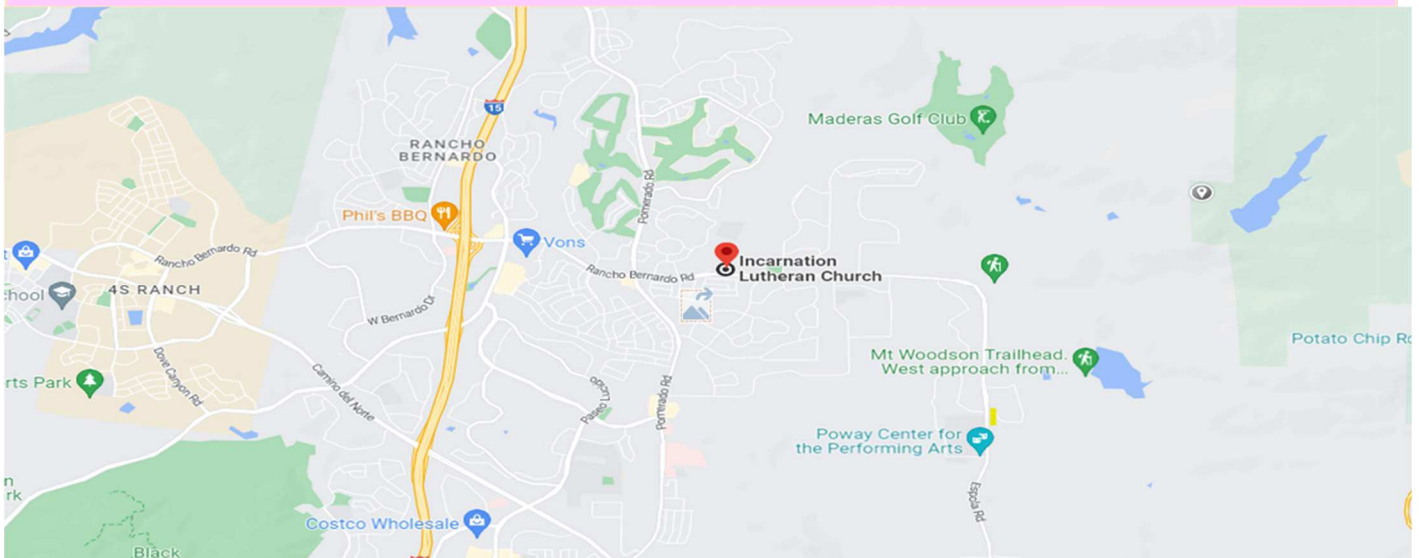 15
Maderas Golf Club
RANCHO
BERNARDO
Pomerado Rd
Phil's BBQ
Vons
Rancho Bernardo Rd
Rancho Bernardo Rd
Incarnation
Lutheran Church
t
hool
4S RANCH
W Bernardo Dr
Potato Chip Ro
Mt Woodson Trailhead.
West approach from...
rts Park
Dove Canyon Rd
Camino del Norte
Paseo Lucido
Pomerado Rd
Poway Center for
the Performing Arts
Espola Rd
n
rk
Costco Wholesale
Black